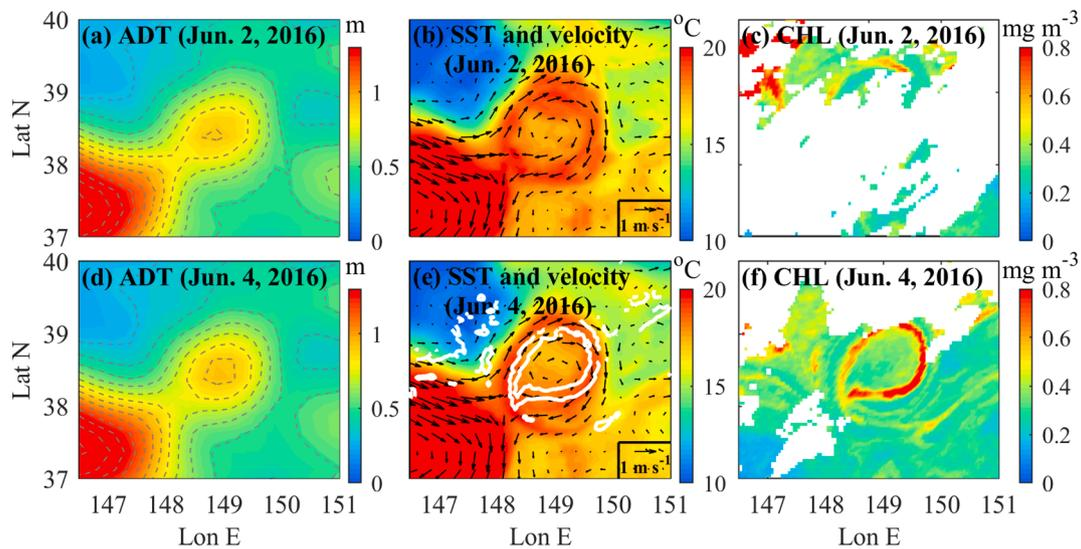 (a) ADT (Jun. 2, 2016)
m
(b) SST and velocity
(Jun. 2, 2016)
°C
(c) CHL (Jun. 2, 2016)
mg m-3
40
39
38
37
Lat N
1
0.5
0
1 m s-1
20
15
10
0.8
0.6
0.4
0.2
0
(d) ADT (Jun. 4, 2016)
m
(e) SST and velocity
(Jun. 4, 2016)
°C
(f) CHL (Jun. 4, 2016)
mg m-3
40
39
38
37
Lat N
1
0.5
0
1 m s-1
20
15
10
0.8
0.6
0.4
0.2
0
147 148 149 150 151
147 148 149 150 151
147 148 149 150 151
Lon E
Lon E
Lon E